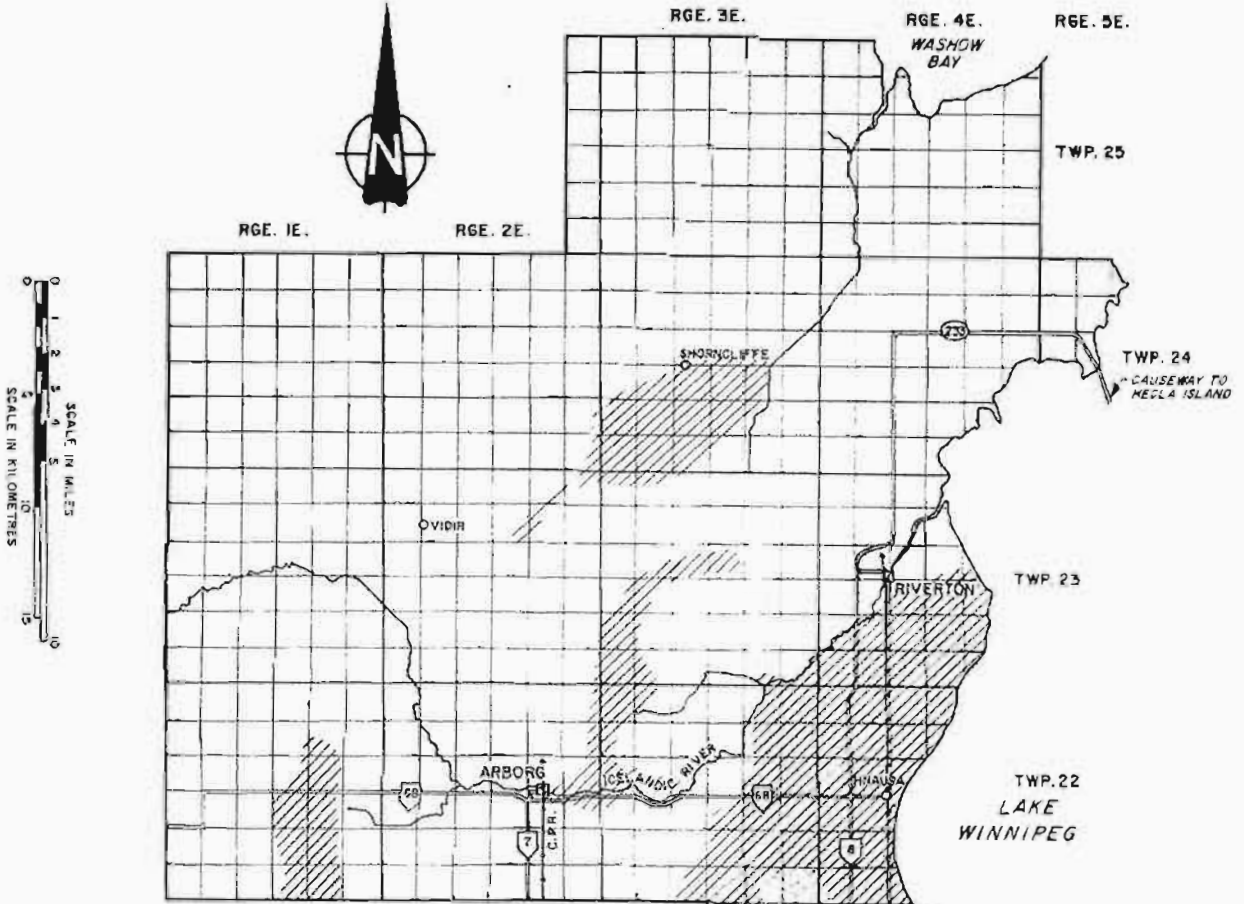 RGE. 3E.
RGE. 4E.
RGE. 5E.
WASHOW
BAY
N
TWP. 25
RGE. 1E.
RGE. 2E.
233
SHORNCLIFFE
TWP. 24
CAUSEWAY TO
HECLA ISLAND
0
0
1
2
3
4
5
5
10
15
10
SCALE IN MILES
SCALE IN KILOMETRES
VIDIR
RIVERTON
TWP. 23
ARBORG
ICELANDIC RIVER
HNAUSA
TWP. 22
68
68
LAKE
WINNIPEG
7
C.P.R.
8